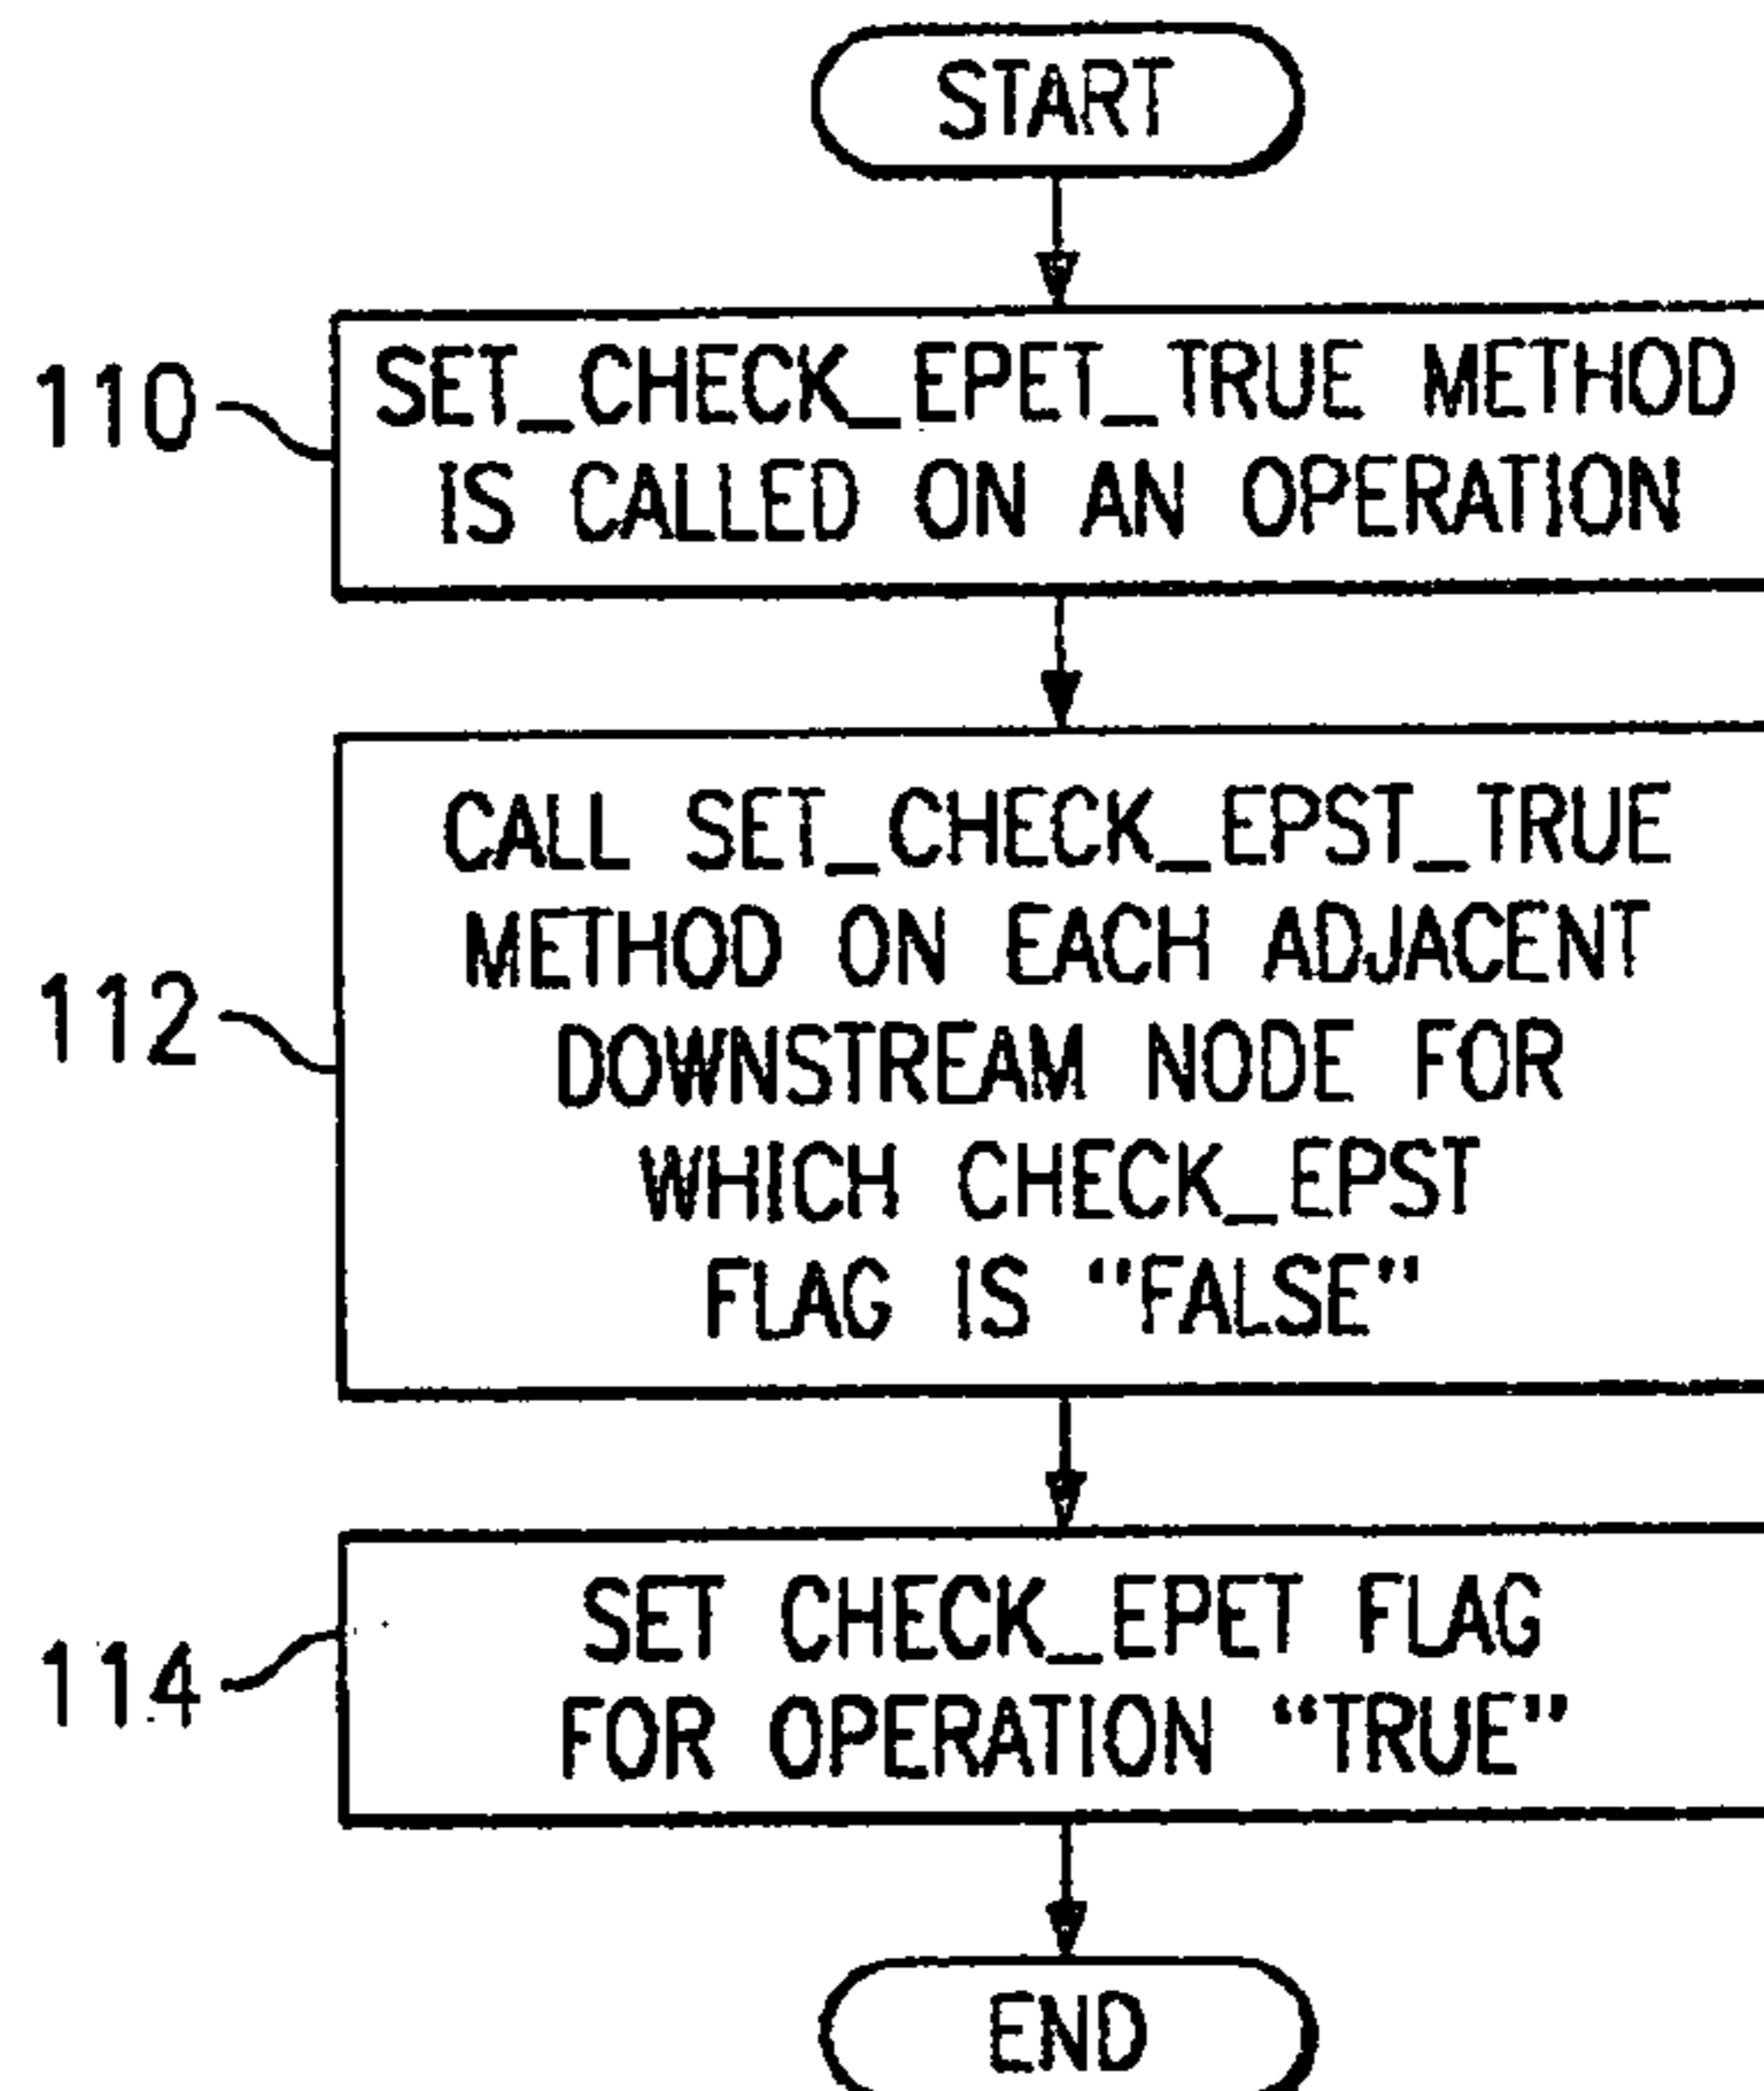 START
110
SET_CHECK_EPET_TRUE METHOD
IS CALLED ON AN OPERATION
112
CALL SET_CHECK_EPST_TRUE
METHOD ON EACH ADJACENT
DOWNSTREAM NODE FOR
WHICH CHECK_EPST
FLAG IS "FALSE"
114
SET CHECK_EPET FLAG
FOR OPERATION "TRUE"
END